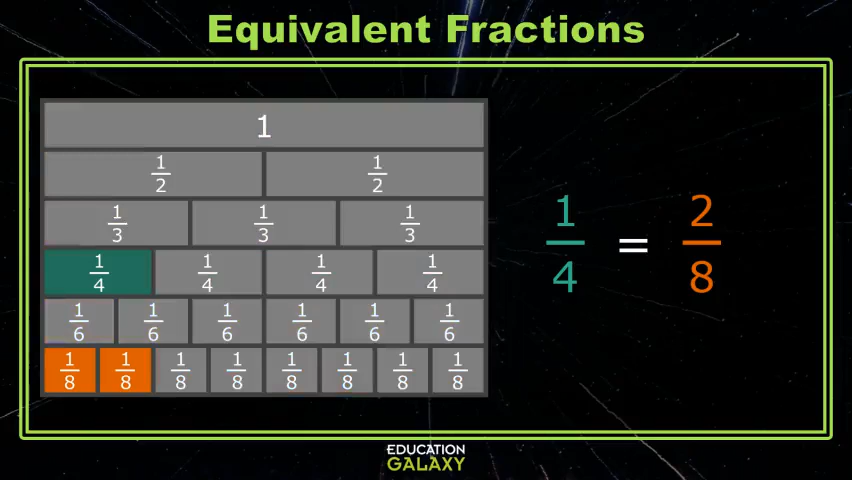 Equivalent Fractions
1
1/2 1/2
1/3 1/3 1/3
1/4 1/4 1/4 1/4
1/6 1/6 1/6 1/6 1/6 1/6
1/8 1/8 1/8 1/8 1/8 1/8 1/8 1/8
1/4 = 2/8
EDUCATION
GALAXY